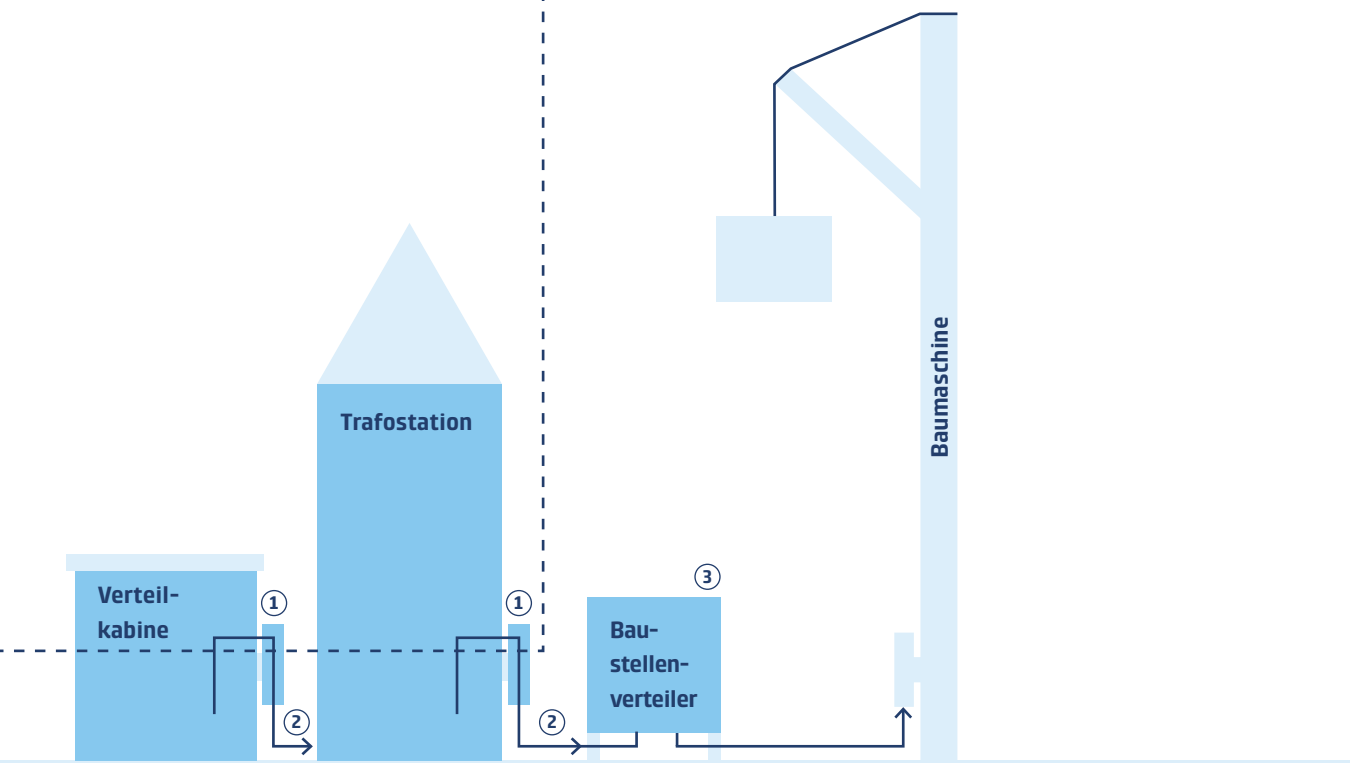 Trafostation
Baumaschine
Verteil-
kabine
1
1
3
Bau-
stellen-
verteiler
2
2